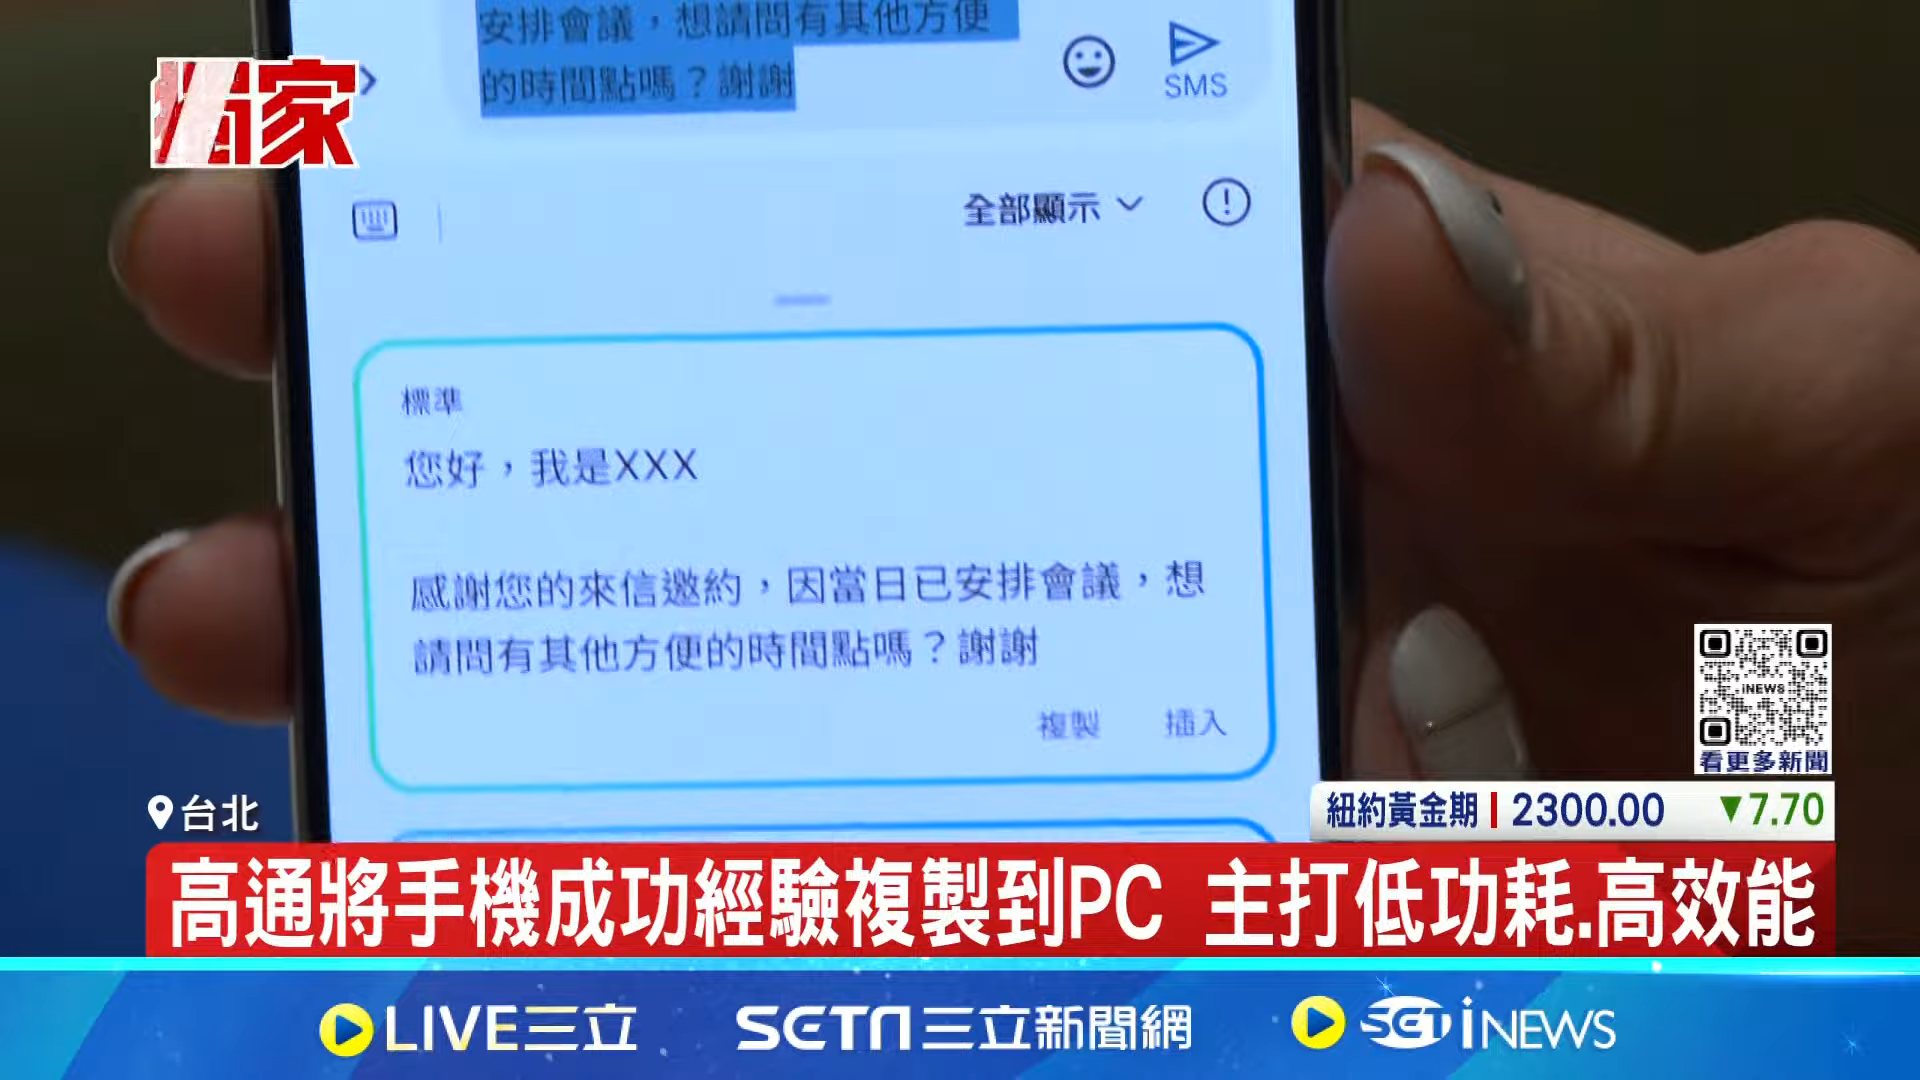 安排會議，想請問有其他方便
的時間點嗎？謝謝
SMS
獨家
全部顯示
標準
您好，我是XXX
感謝您的來信邀約，因當日已安排會議，想
請問有其他方便的時間點嗎？謝謝
複製 插入
iNEWS
看更多新聞
台北
紐約黃金期 2300.00 ▼7.70
高通將手機成功經驗複製到PC 主打低功耗.高效能
LIVE三立
SETN三立新聞網
SET iNEWS